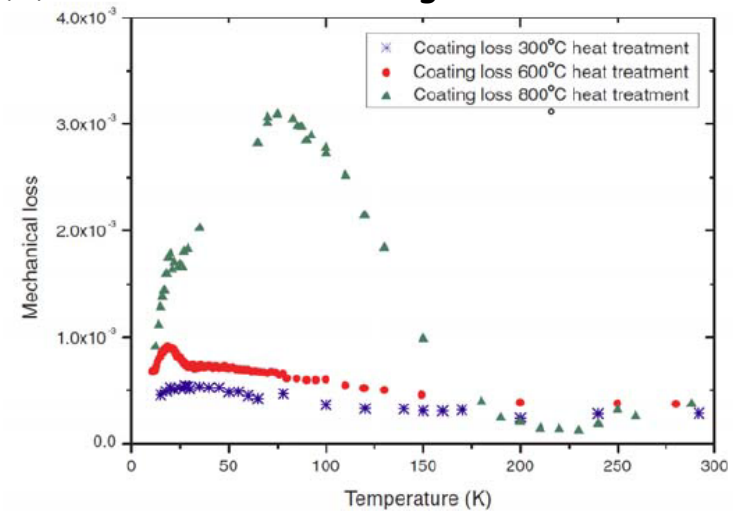 4.0x10⁻³
3.0x10⁻³
2.0x10⁻³
1.0x10⁻³
0.0
Mechanical loss
Coating loss 300°C heat treatment
Coating loss 600°C heat treatment
Coating loss 800°C heat treatment
0 50 100 150 200 250 300
Temperature (K)